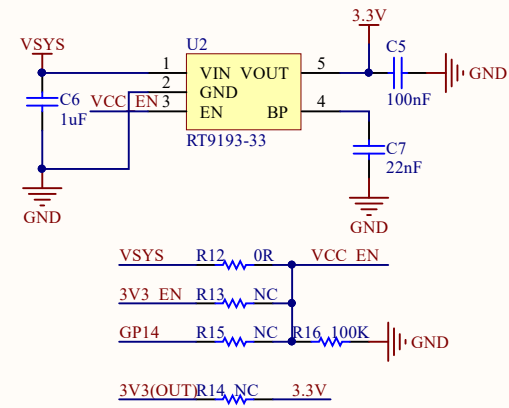 3.3V
VSYS
U2
C5
1
VIN
VOUT
5
2
GND
GND
C6
VCC_EN
3
EN
BP
4
100nF
1uF
RT9193-33
C7
22nF
GND
GND
VSYS
R12
0R
VCC_EN
3V3_EN
R13
NC
GP14
R15
NC
R16
100K
GND
3V3(OUT)
R14
NC
3.3V